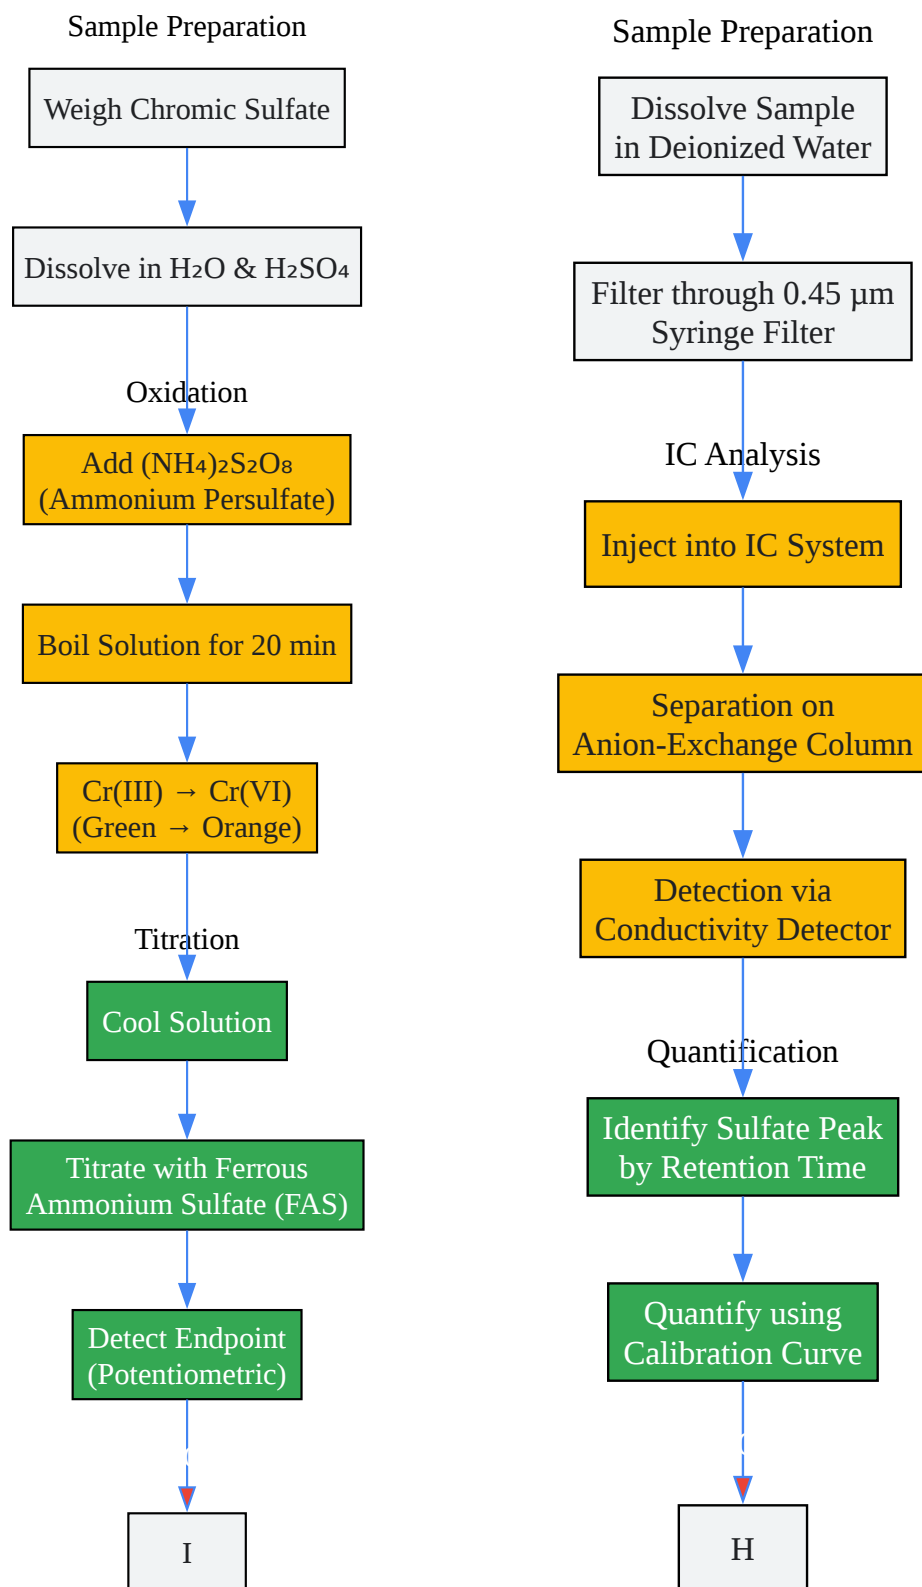 Sample Preparation
Weigh Chromic Sulfate
Dissolve in H₂O & H₂SO₄
Oxidation
Add (NH₄)₂S₂O₈
(Ammonium Persulfate)
Boil Solution for 20 min
Cr(III) → Cr(VI)
(Green → Orange)
Titration
Cool Solution
Titrate with Ferrous
Ammonium Sulfate (FAS)
Detect Endpoint
(Potentiometric)
I
Sample Preparation
Dissolve Sample
in Deionized Water
Filter through 0.45 µm
Syringe Filter
IC Analysis
Inject into IC System
Separation on
Anion-Exchange Column
Detection via
Conductivity Detector
Quantification
Identify Sulfate Peak
by Retention Time
Quantify using
Calibration Curve
H